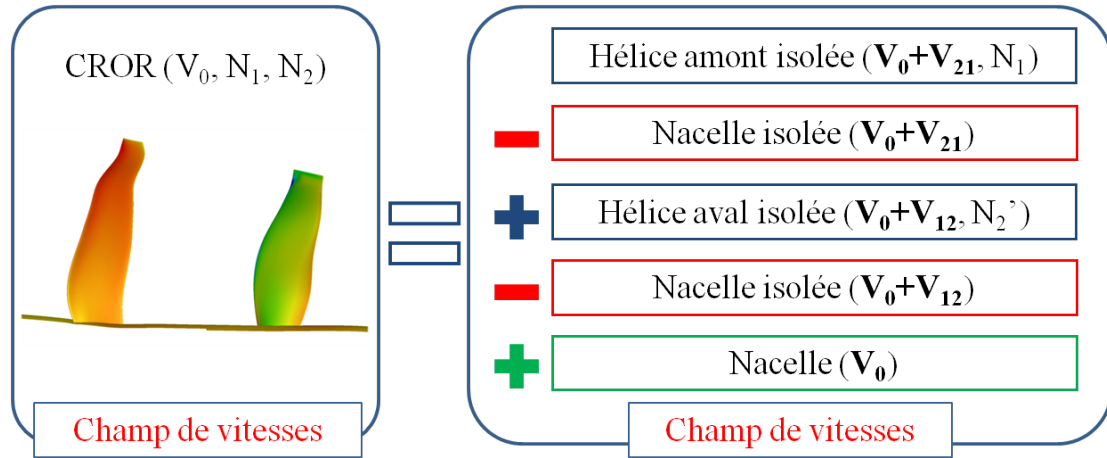 CROR (V₀, N₁, N₂)
Champ de vitesses
Hélice amont isolée (V₀+V₂₁, N₁)
Nacelle isolée (V₀+V₂₁)
Hélice aval isolée (V₀+V₁₂, N₂’)
Nacelle isolée (V₀+V₁₂)
Nacelle (V₀)
Champ de vitesses